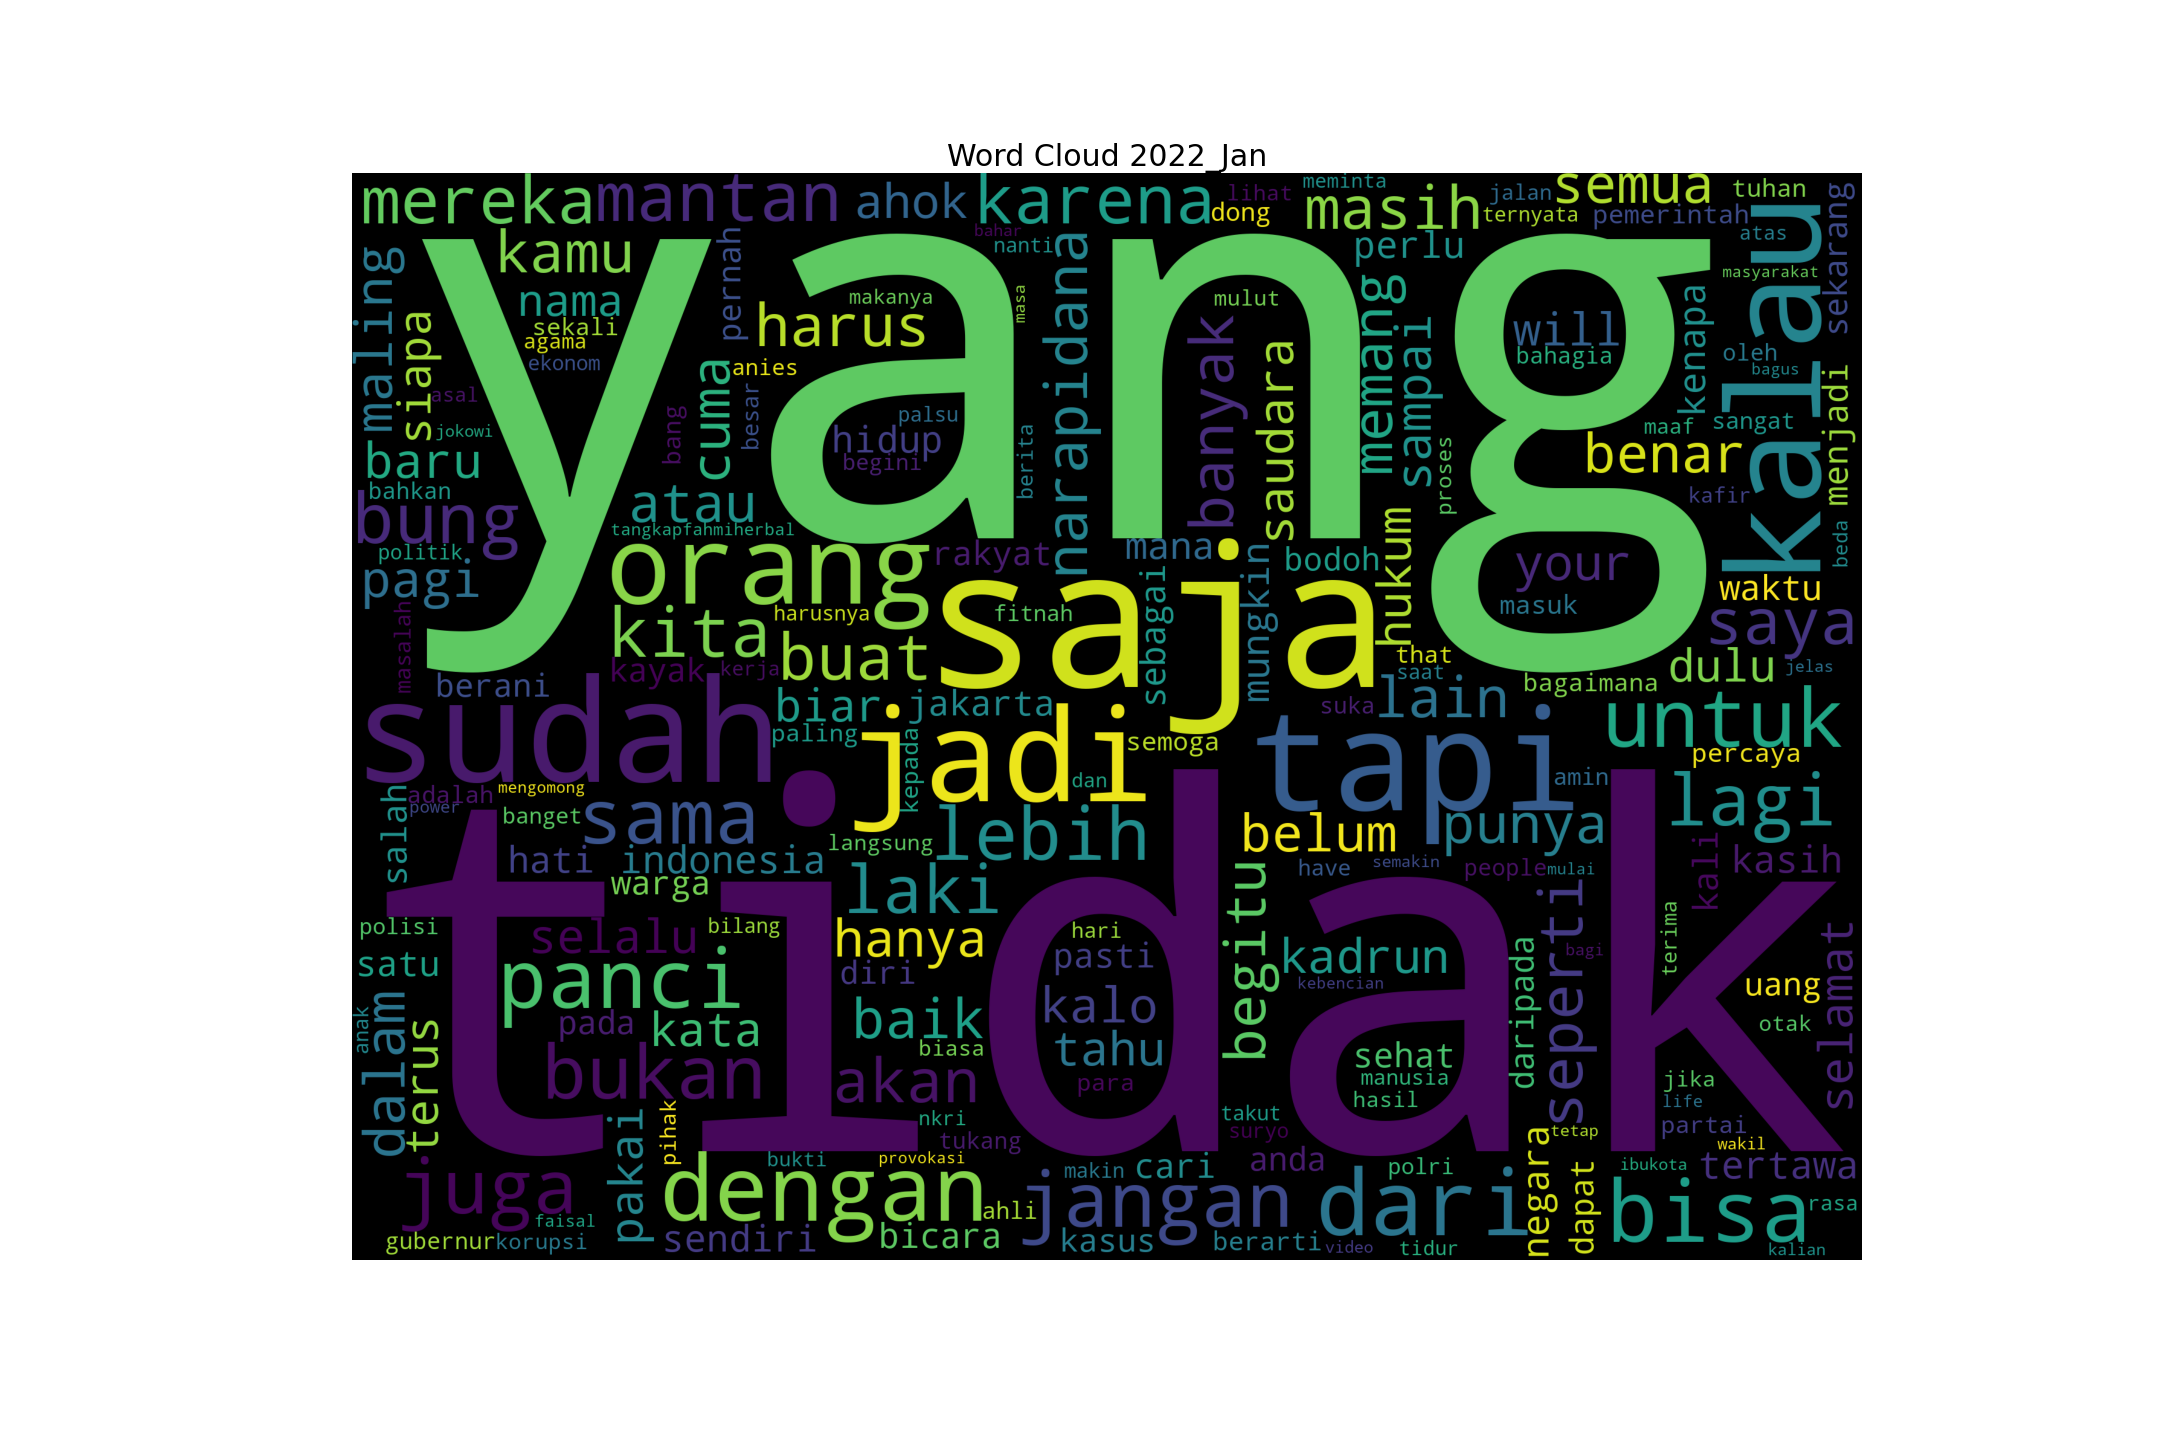 Word Cloud 2022_Jan
mereka
mantan
ahok
karena
lihat
dong
meminta
masih
jalan
ternyata
semua
pemerintah
tuhan
atas
masyarakat
sekarang
kalau
yang
maling
kamu
nama
sekali
agama
ekonom
siapa
asal
jokowi
baru
bahkan
bung
politik
pagi
masalah
pernah
harus
makanya
anies
cuma
besar
bang
palsu
hidup
begini
bahar
nanti
masa
berita
narapidana
banyak
mulut
saudara
perlu
memang
sampai
proses
will
bahagia
kenapa
oleh
bagus
maaf
sangat
benar
kafir
menjadi
beda
atau
tangkapfahmiherbal
orang
rakyat
mana
bodoh
hukum
your
masuk
waktu
saya
kita
harusnya
fitnah
saja
sebagai
mungkin
that
saat
buat
kayak
kerja
berani
sudah
biar
jakarta
paling
jadi
kepada
semoga
dan
suka
lain
bagaimana
dulu
jelas
untuk
percaya
tapi
amin
salah
adalah
power
mengomong
banget
sama
hati
indonesia
warga
langsung
lebih
laki
belum
punya
lagi
have
semakin
people
mulai
kali
kasih
tidak
polisi
satu
selalu
bilang
hanya
hari
pasti
diri
begitu
kadrun
kebencian
daripada
seperti
bagi
terima
uang
otak
selamat
panci
anak
dalam
terus
pada
kata
baik
biasa
kalo
tahu
para
sehat
manusia
hasil
jika
life
partai
wakil
bukan
akan
nkri
tukang
takut
suryo
anda
tetap
pihak
pakai
juga
faisal
gubernur
korupsi
bukti
provokasi
dengan
sendiri
ahli
bicara
makin
cari
jangan
kasus
berarti
video
polri
dari
tidur
negara
dapat
ibukota
tertawa
bisa
rasa
kalian